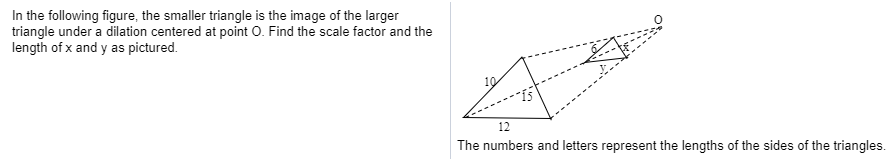 In the following figure, the smaller triangle is the image of the larger
triangle under a dilation centered at point O. Find the scale factor and the
length of x and y as pictured.
O
6
x
y
10
15
12
The numbers and letters represent the lengths of the sides of the triangles.